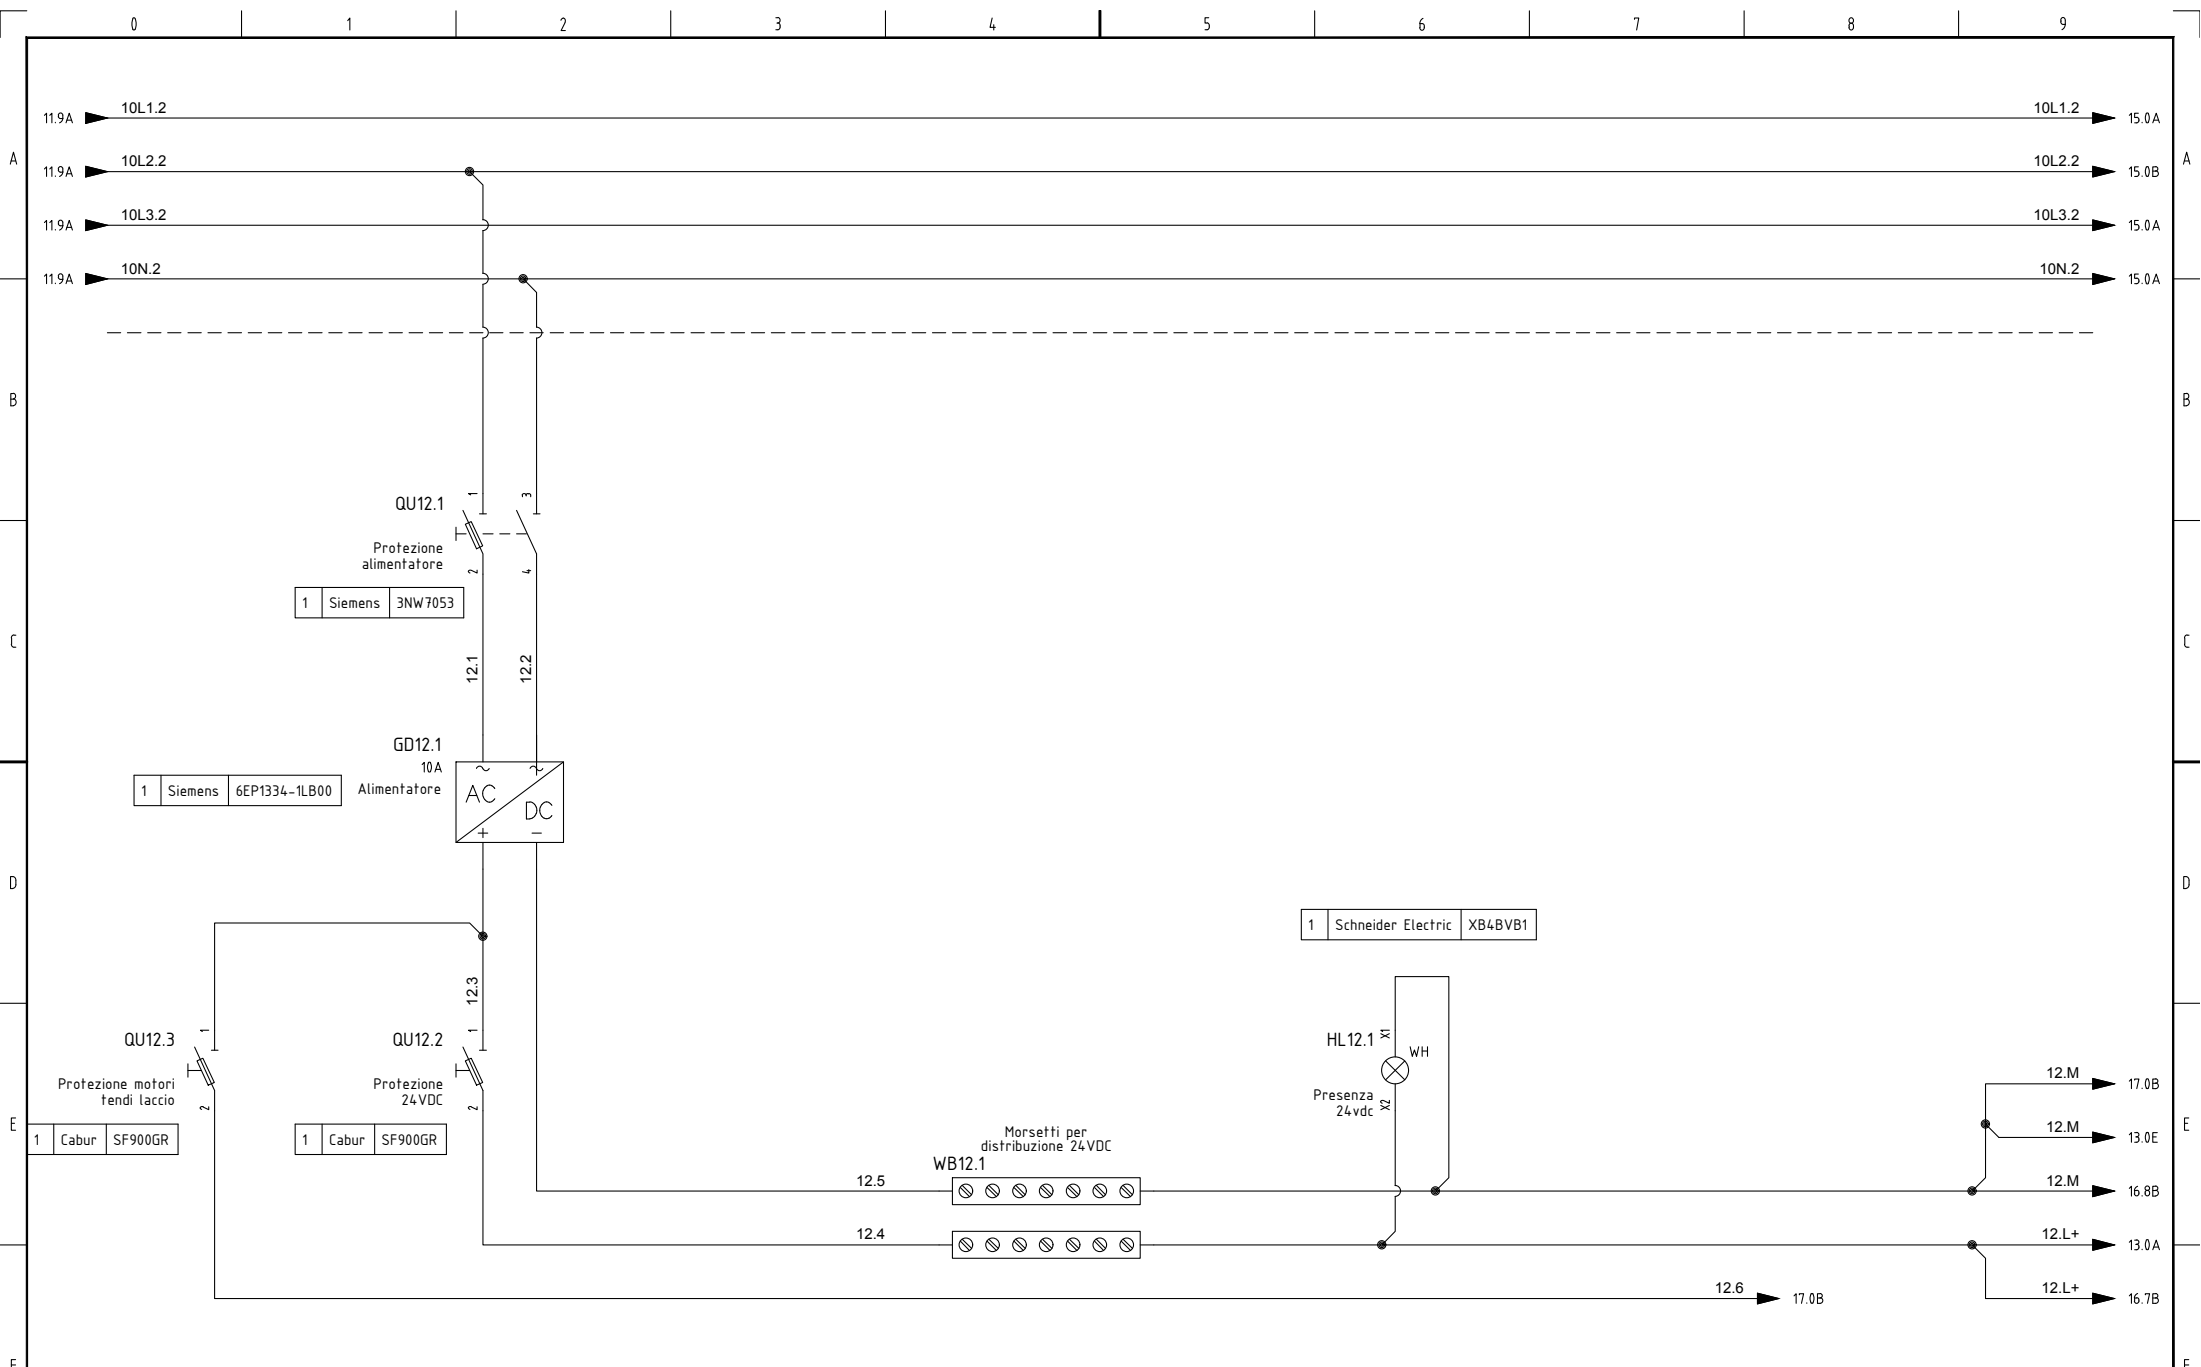 0 1 2 3 4 5 6 7 8 9
10L1.2 10L1.2
11.9A 15.0A
A A
10L2.2 10L2.2
11.9A 15.0B
10L3.2 10L3.2
11.9A 15.0A
10N.2 10N.2
11.9A 15.0A
B B
1 3
QU12.1
Protezione
alimentatore
2 4
1 Siemens 3NW7053
C C
12.1 12.2
GD12.1
10A
Alimentatore
1 Siemens 6EP1334-1LB00
~ ~
AC
DC
+ −
D D
1 Schneider Electric XB4BVB1
12.3
QU12.3 1
Protezione motori
tendi laccio
2
1 Cabur SF900GR
QU12.2 1
Protezione
24VDC
2
1 Cabur SF900GR
HL12.1 X1
WH
Presenza
24vdc X2
12.M
17.0B
E E
12.M
13.0E
Morsetti per
distribuzione 24VDC
WB12.1
12.5 12.M
16.8B
12.4 12.L+
13.0A
12.6 17.0B
12.L+
16.7B